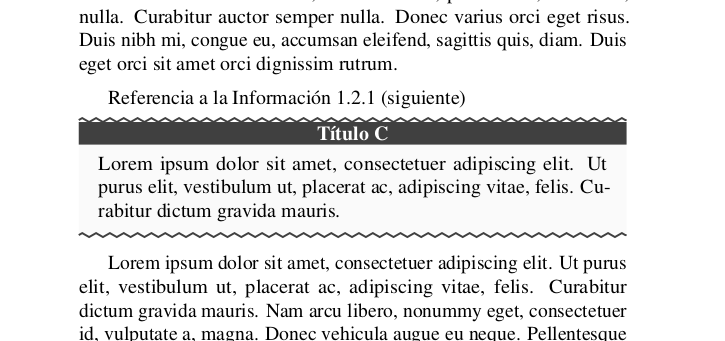 nulla. Curabitur auctor semper nulla. Donec varius orci eget risus.
Duis nibh mi, congue eu, accumsan eleifend, sagittis quis, diam. Duis
eget orci sit amet orci dignissim rutrum.
Referencia a la Información 1.2.1 (siguiente)
Título C
Lorem ipsum dolor sit amet, consectetuer adipiscing elit. Ut
purus elit, vestibulum ut, placerat ac, adipiscing vitae, felis. Cu-
rabitur dictum gravida mauris.
Lorem ipsum dolor sit amet, consectetuer adipiscing elit. Ut purus
elit, vestibulum ut, placerat ac, adipiscing vitae, felis. Curabitur
dictum gravida mauris. Nam arcu libero, nonummy eget, consectetuer
id, vulputate a, magna. Donec vehicula augue eu neque. Pellentesque